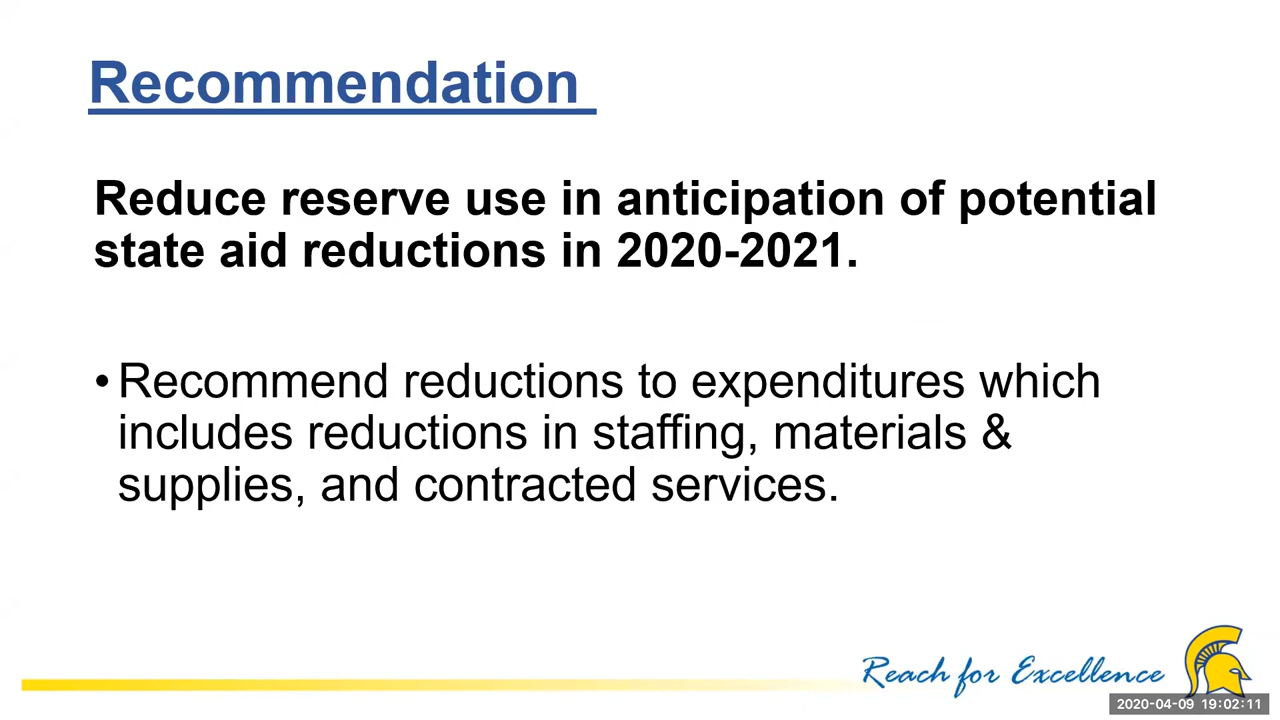 Recommendation
Reduce reserve use in anticipation of potential
state aid reductions in 2020-2021.
• Recommend reductions to expenditures which
includes reductions in staffing, materials &
supplies, and contracted services.
Reach for Excellence
2020-04-09 19:02:11